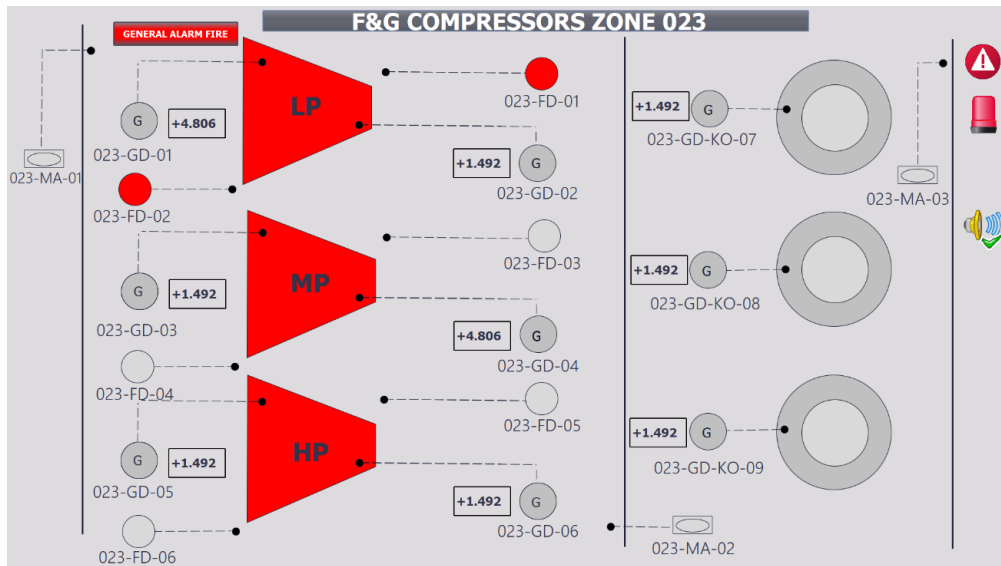 F&G COMPRESSORS ZONE 023
GENERAL ALARM FIRE
LP
023-FD-01
G
+4.806
023-GD-01
+1.492
G
023-GD-02
023-FD-02
023-MA-01
+1.492
G
023-GD-KO-07
023-MA-03
MP
023-FD-03
G
+1.492
023-GD-03
+4.806
G
023-GD-04
023-FD-04
+1.492
G
023-GD-KO-08
HP
023-FD-05
G
+1.492
023-GD-05
+1.492
G
023-GD-06
023-FD-06
+1.492
G
023-GD-KO-09
023-MA-02